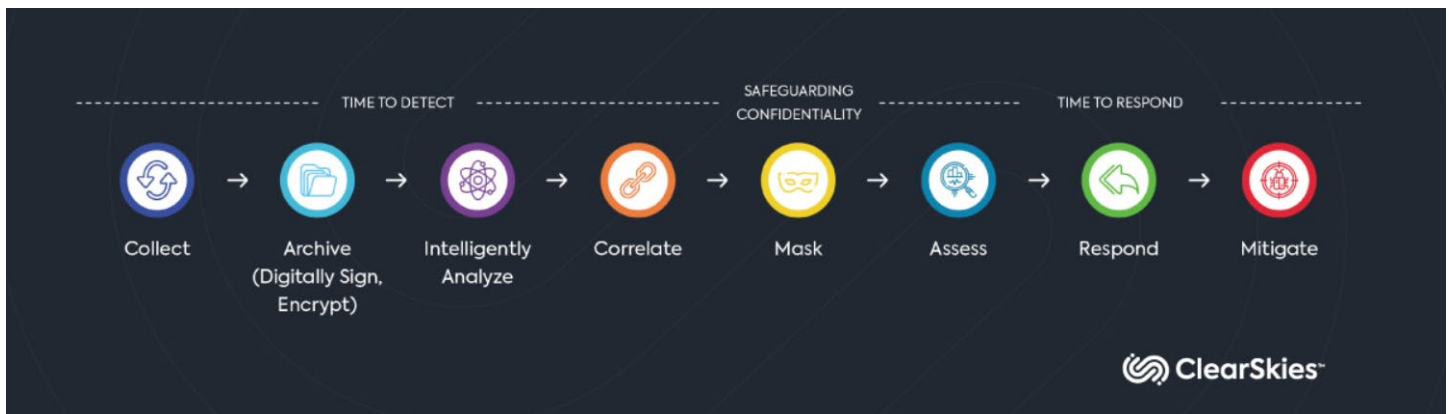 TIME TO DETECT
SAFEGUARDING
CONFIDENTIALITY
TIME TO RESPOND
Collect
Archive
(Digitally Sign,
Encrypt)
Intelligently
Analyze
Correlate
Mask
Assess
Respond
Mitigate
ClearSkies™